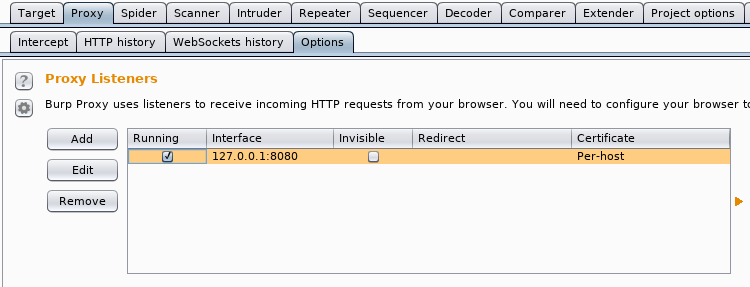 Target Proxy Spider Scanner Intruder Repeater Sequencer Decoder Comparer Extender Project options
Intercept HTTP history WebSockets history Options
? Proxy Listeners
Burp Proxy uses listeners to receive incoming HTTP requests from your browser. You will need to configure your browser to
Add Running Interface Invisible Redirect Certificate
127.0.0.1:8080 Per-host
Edit
Remove